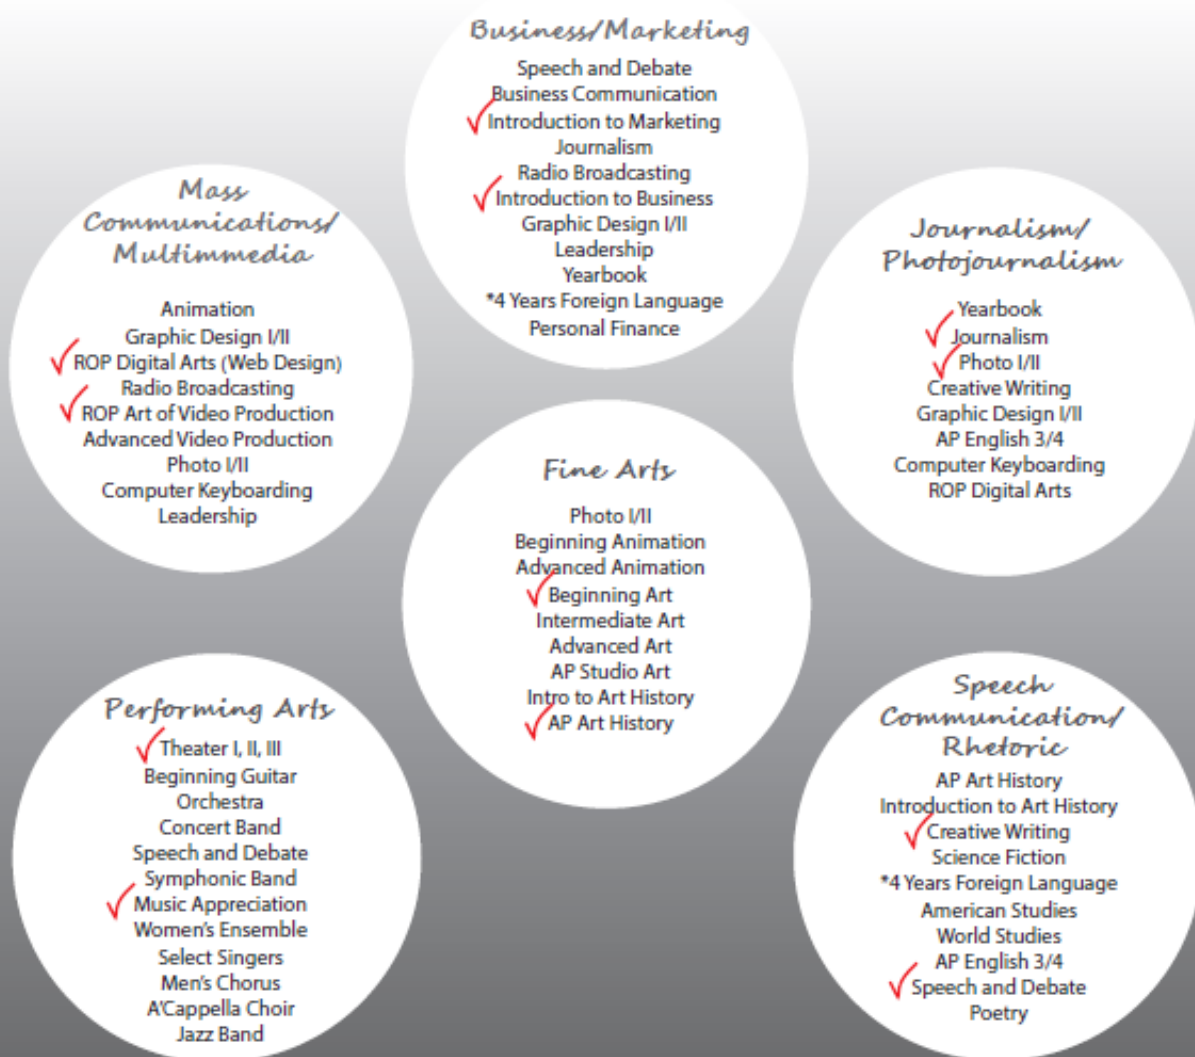 Business/Marketing
Speech and Debate
Business Communication
Introduction to Marketing
Journalism
Radio Broadcasting
Introduction to Business
Graphic Design I/II
Leadership
Yearbook
*4 Years Foreign Language
Personal Finance
Mass
Communications/
Multimmedia
Animation
Graphic Design I/II
ROP Digital Arts (Web Design)
Radio Broadcasting
ROP Art of Video Production
Advanced Video Production
Photo I/II
Computer Keyboarding
Leadership
Journalism/
Photojournalism
Yearbook
Journalism
Photo I/II
Creative Writing
Graphic Design I/II
AP English 3/4
Computer Keyboarding
ROP Digital Arts
Fine Arts
Photo I/II
Beginning Animation
Advanced Animation
Beginning Art
Intermediate Art
Advanced Art
AP Studio Art
Intro to Art History
AP Art History
Performing Arts
Theater I, II, III
Beginning Guitar
Orchestra
Concert Band
Speech and Debate
Symphonic Band
Music Appreciation
Women's Ensemble
Select Singers
Men's Chorus
A'Cappella Choir
Jazz Band
Speech
Communication/
Rhetoric
AP Art History
Introduction to Art History
Creative Writing
Science Fiction
*4 Years Foreign Language
American Studies
World Studies
AP English 3/4
Speech and Debate
Poetry